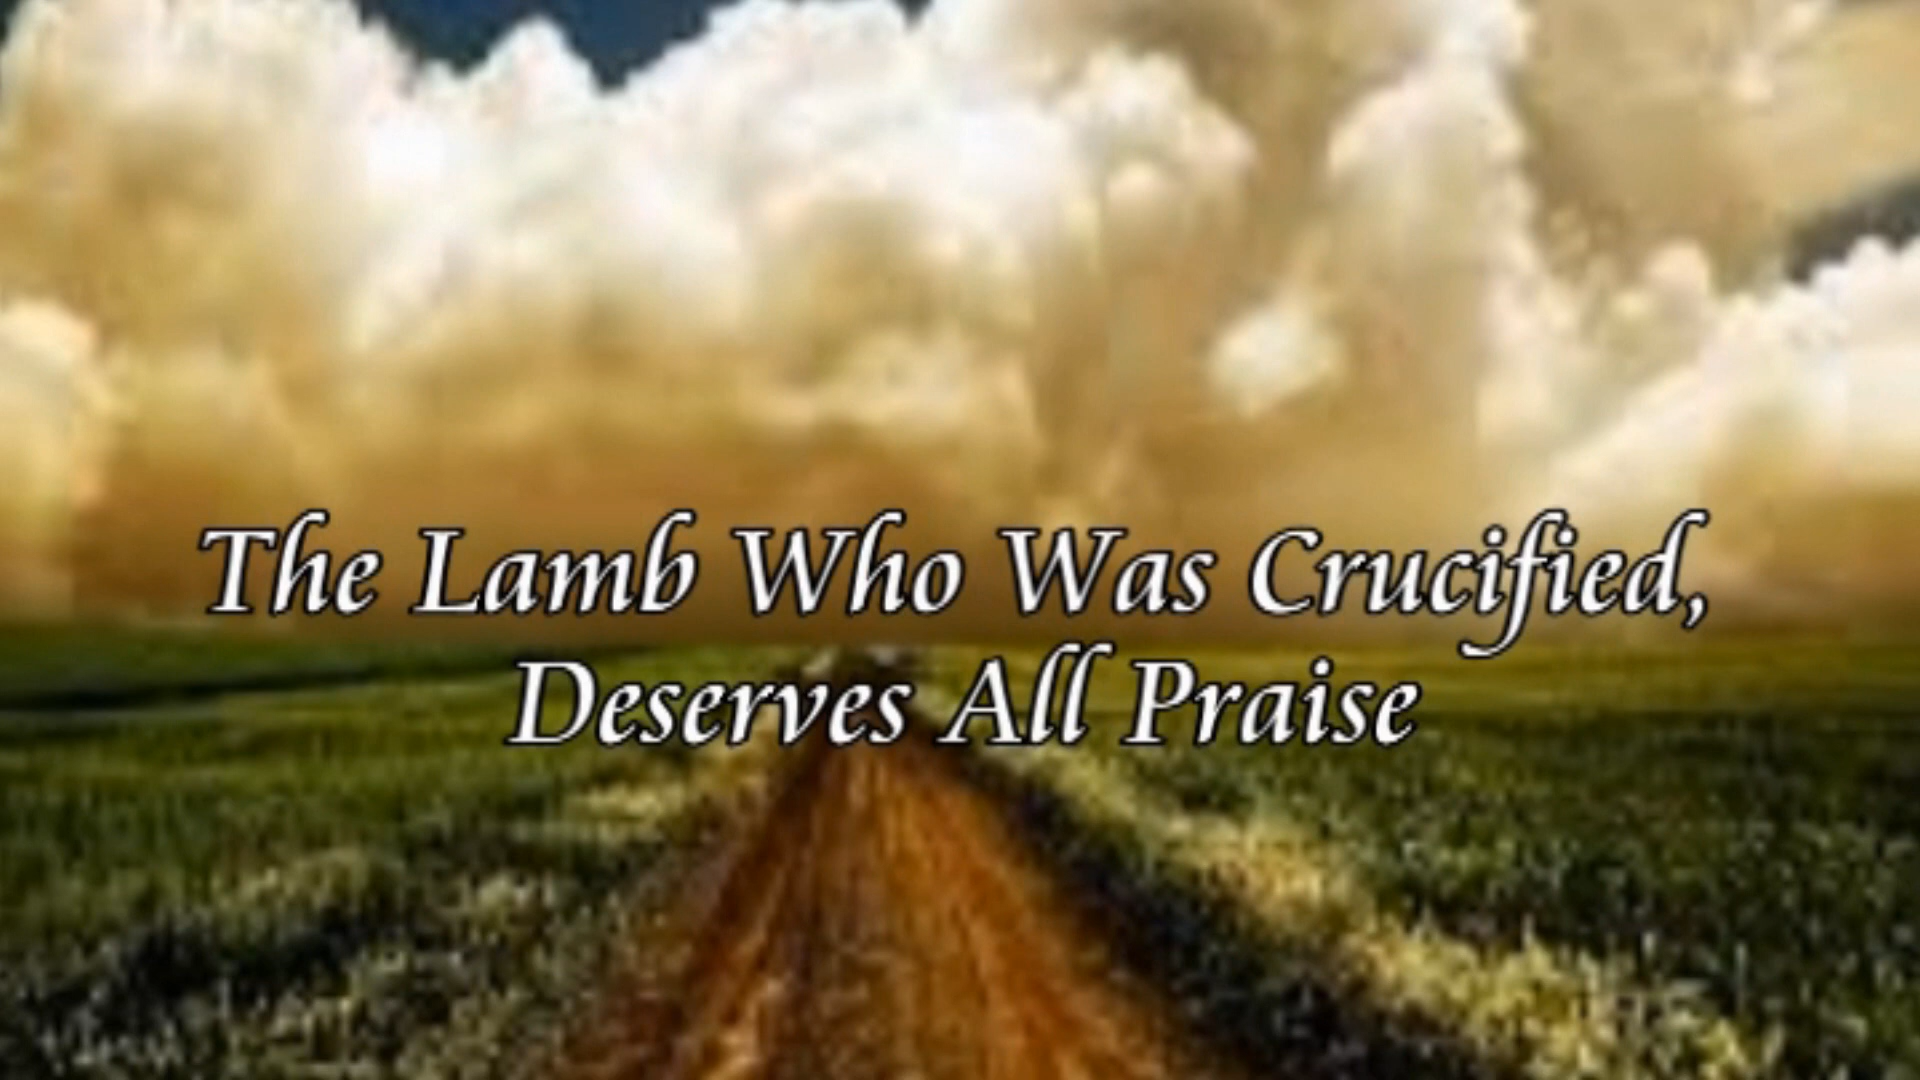 The Lamb Who Was Crucified,
Deserves All Praise